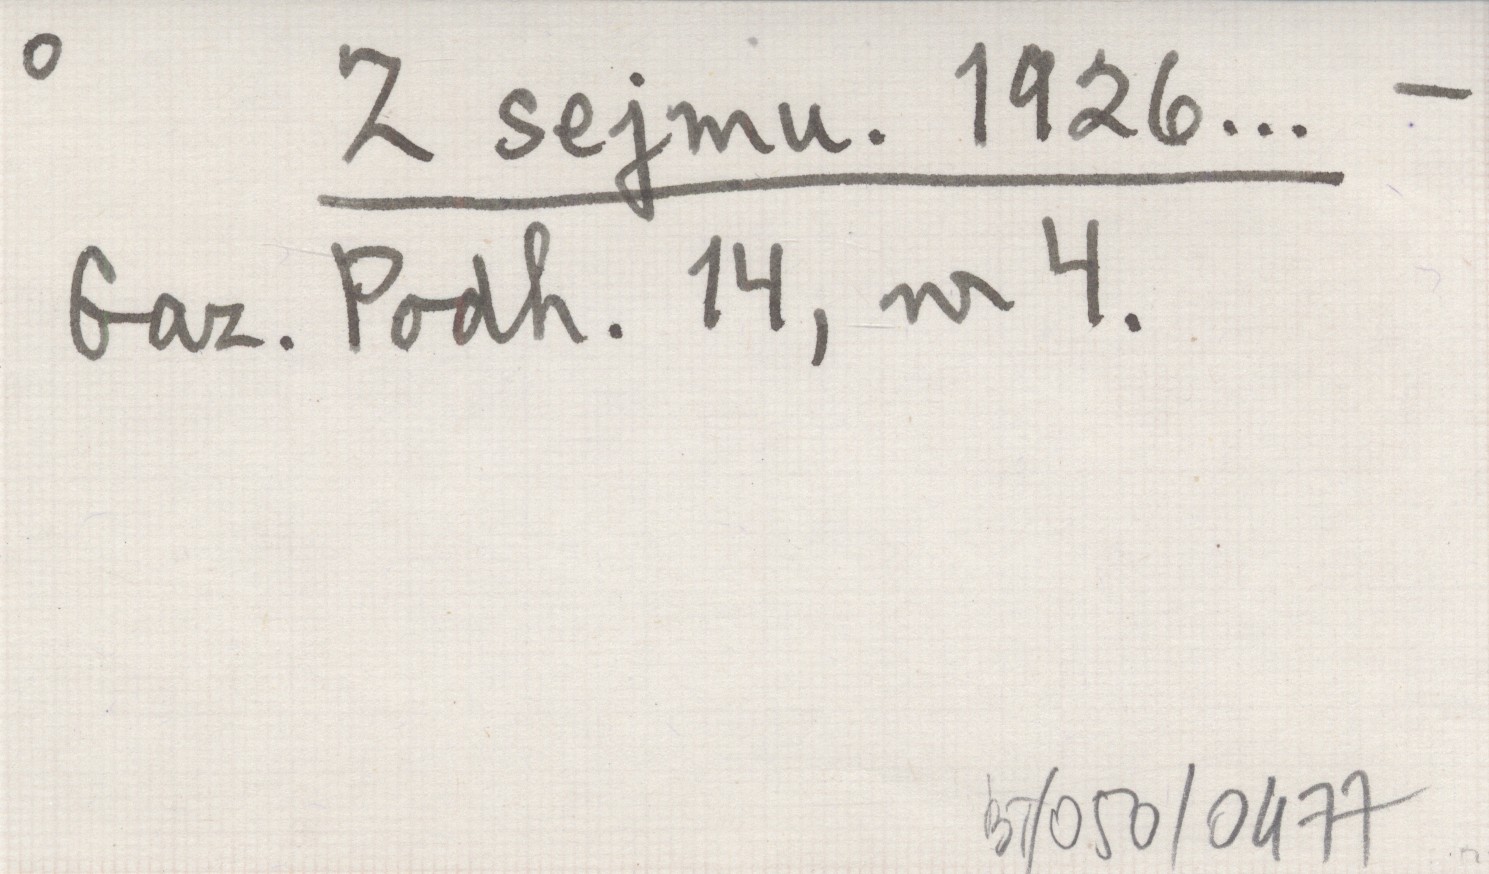 o Z sejmu. 1926... —
Gaz. Podh. 14, nr 4.
BT/050/0477